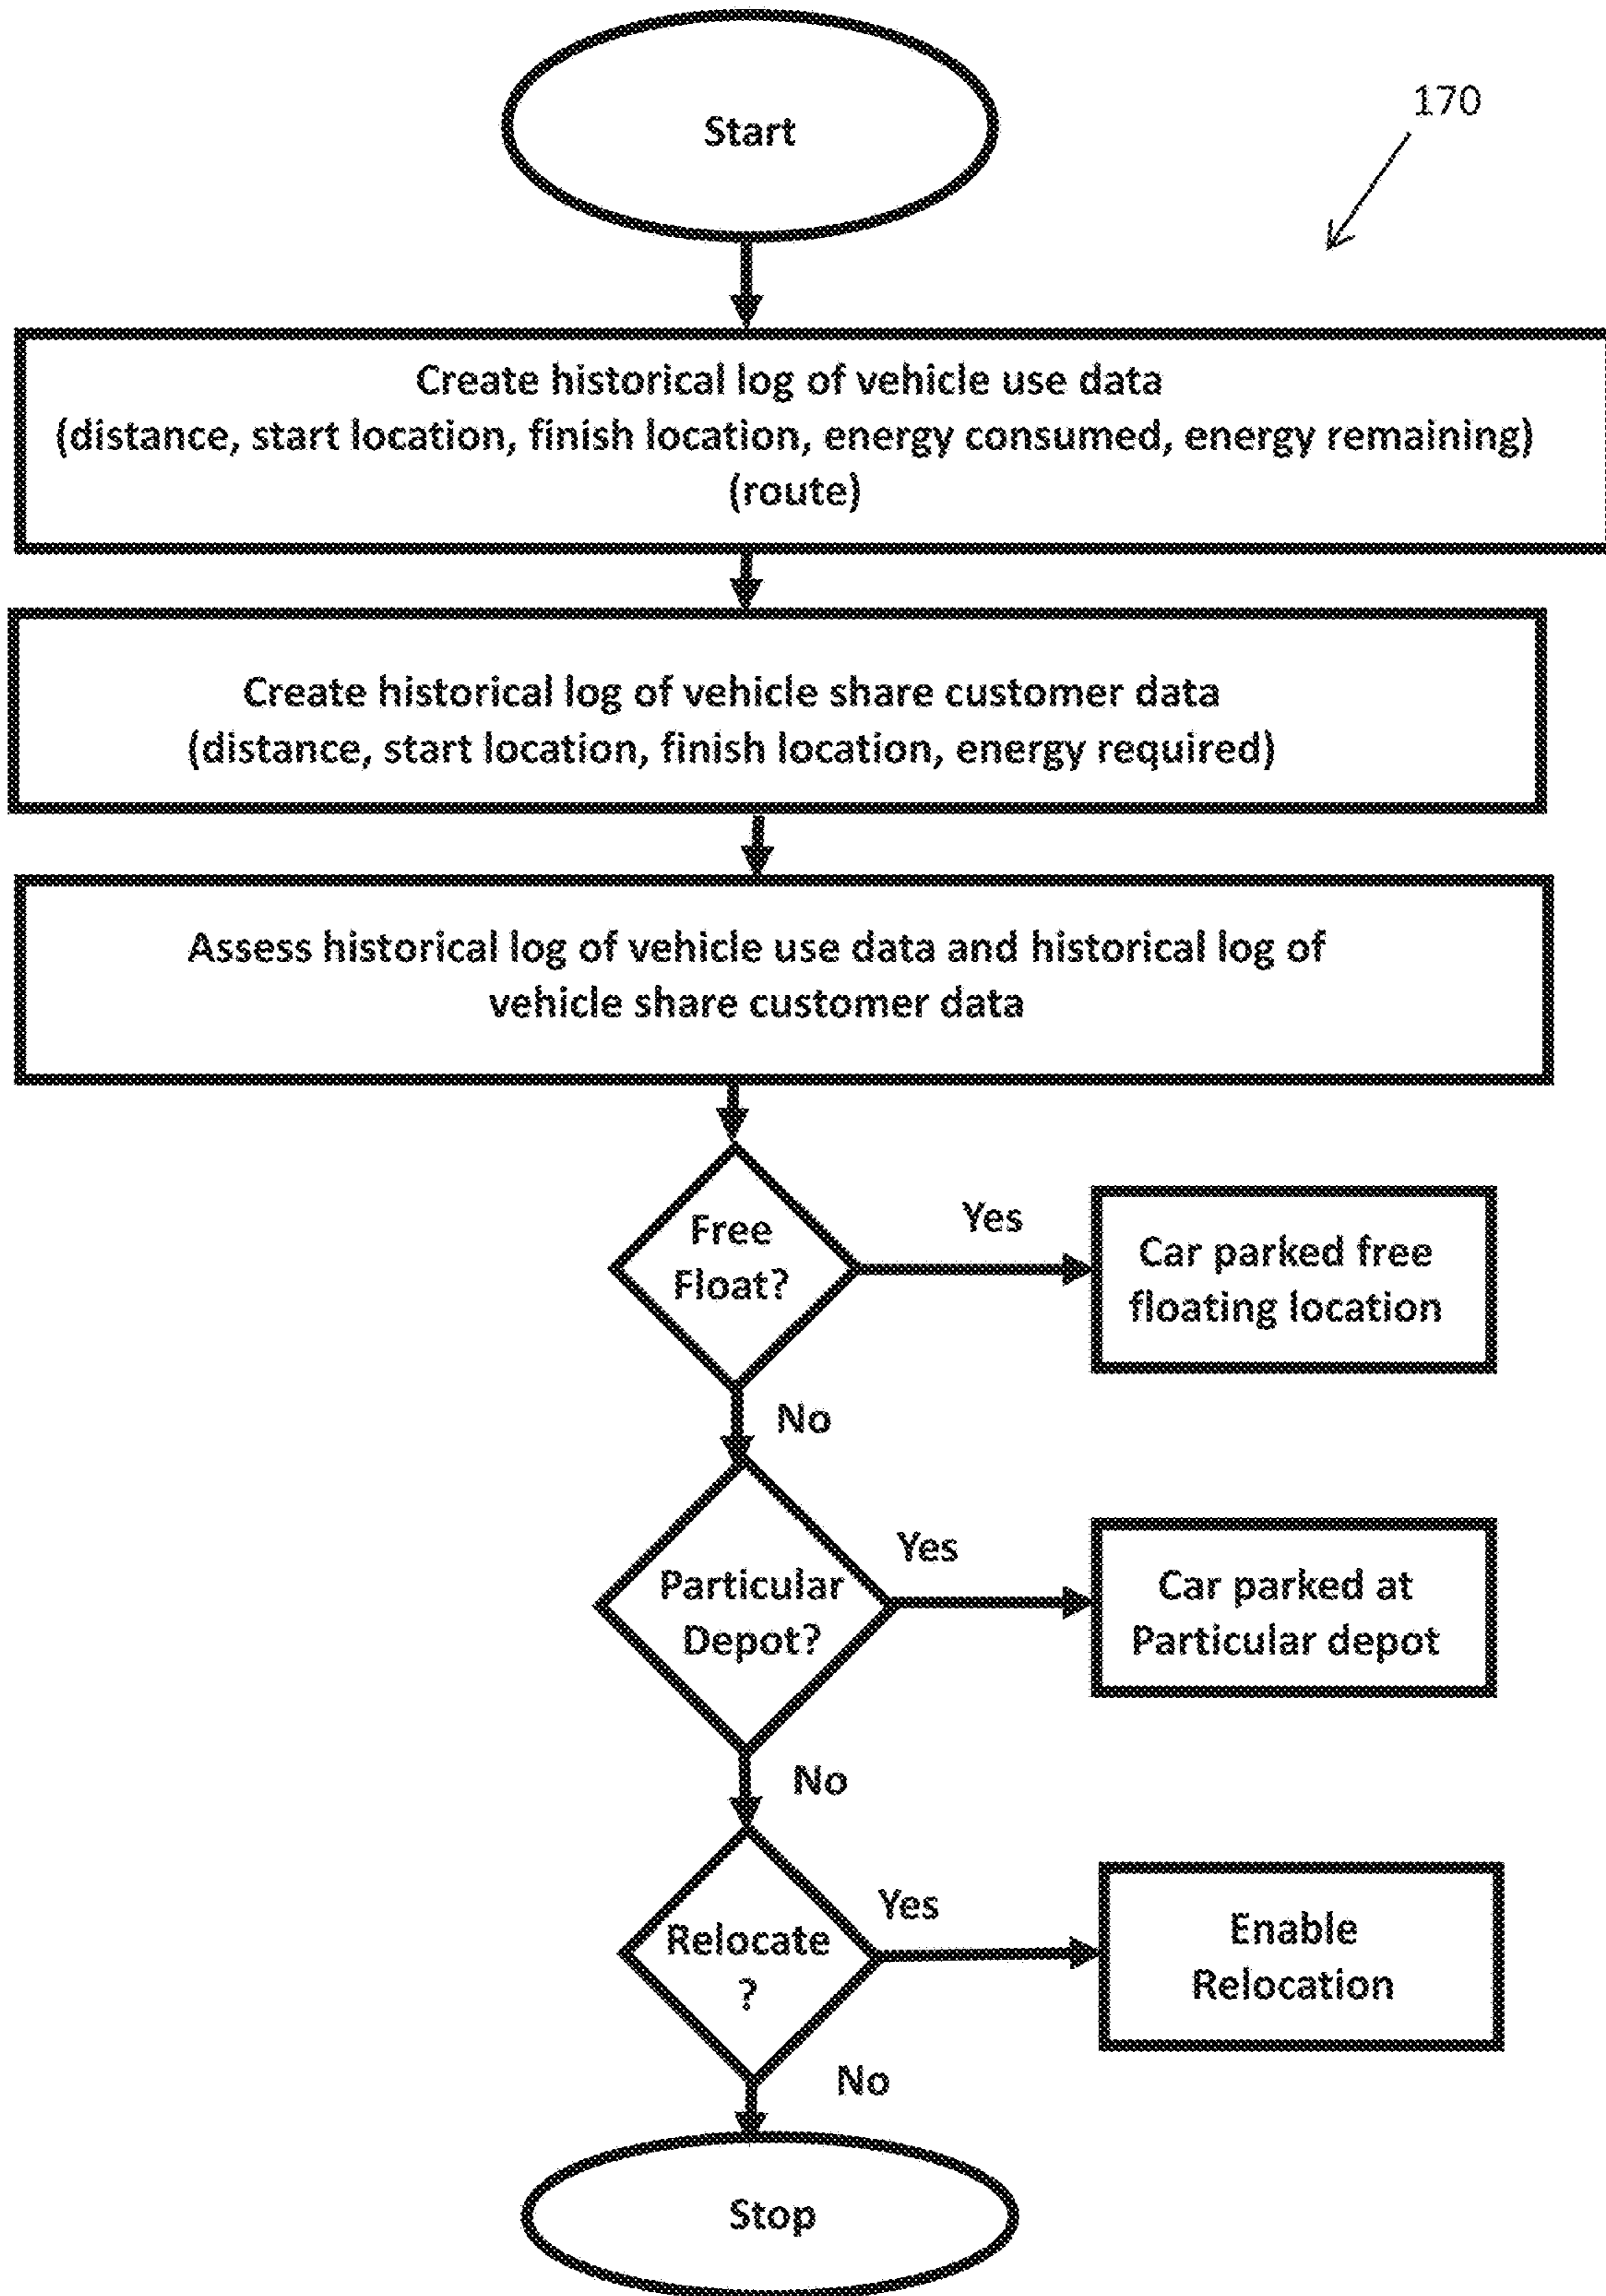 Start
170
Create historical log of vehicle use data
(distance, start location, finish location, energy consumed, energy remaining)
(route)
Create historical log of vehicle share customer data
(distance, start location, finish location, energy required)
Assess historical log of vehicle use data and historical log of
vehicle share customer data
Free
Float?
Yes
Car parked free
floating location
No
Particular
Depot?
Yes
Car parked at
Particular depot
No
Relocate
?
Yes
Enable
Relocation
No
Stop